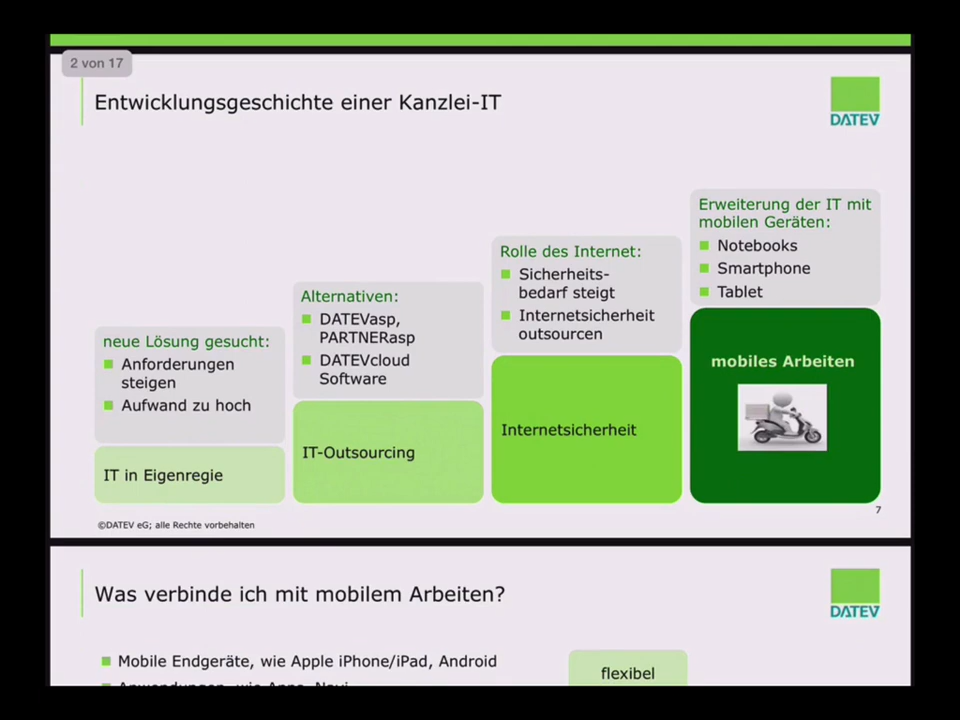 2 von 17
Entwicklungsgeschichte einer Kanzlei-IT
DATEV
neue Lösung gesucht:
Anforderungen
steigen
Aufwand zu hoch
IT in Eigenregie
Alternativen:
DATEVasp,
PARTNERasp
DATEVcloud
Software
IT-Outsourcing
Rolle des Internet:
Sicherheits-
bedarf steigt
Internetsicherheit
outsourcen
Internetsicherheit
Erweiterung der IT mit
mobilen Geräten:
Notebooks
Smartphone
Tablet
mobiles Arbeiten
7
©DATEV eG; alle Rechte vorbehalten
Was verbinde ich mit mobilem Arbeiten?
DATEV
Mobile Endgeräte, wie Apple iPhone/iPad, Android
flexibel